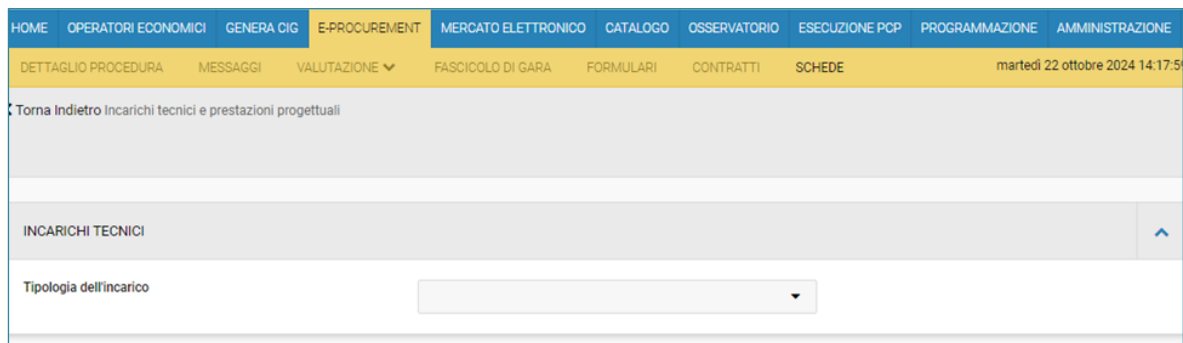 HOME OPERATORI ECONOMICI GENERA CIG E-PROCUREMENT MERCATO ELETTRONICO CATALOGO OSSERVATORIO ESECUZIONE PCP PROGRAMMAZIONE AMMINISTRAZIONE
DETTAGLIO PROCEDURA MESSAGGI VALUTAZIONE FASCICOLO DI GARA FORMULARI CONTRATTI SCHEDE martedì 22 ottobre 2024 14:17:59
Torna Indietro Incarichi tecnici e prestazioni progettuali
INCARICHI TECNICI
Tipologia dell'incarico